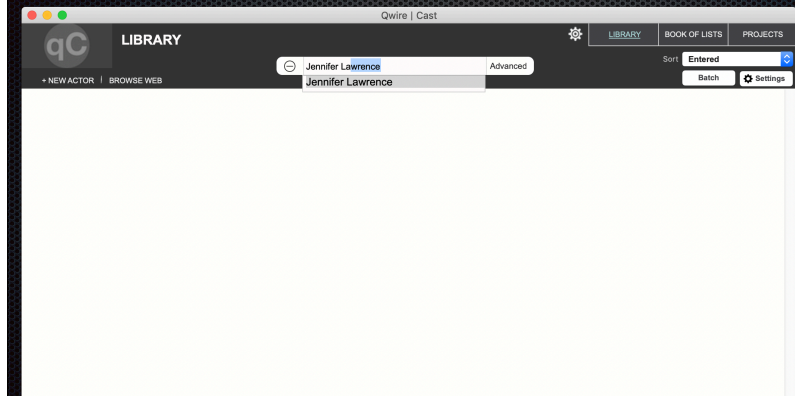 Qwire | Cast
qC
LIBRARY
LIBRARY
BOOK OF LISTS
PROJECTS
Jennifer Lawrence
Advanced
Sort
Entered
+ NEW ACTOR | BROWSE WEB
Jennifer Lawrence
Batch
Settings